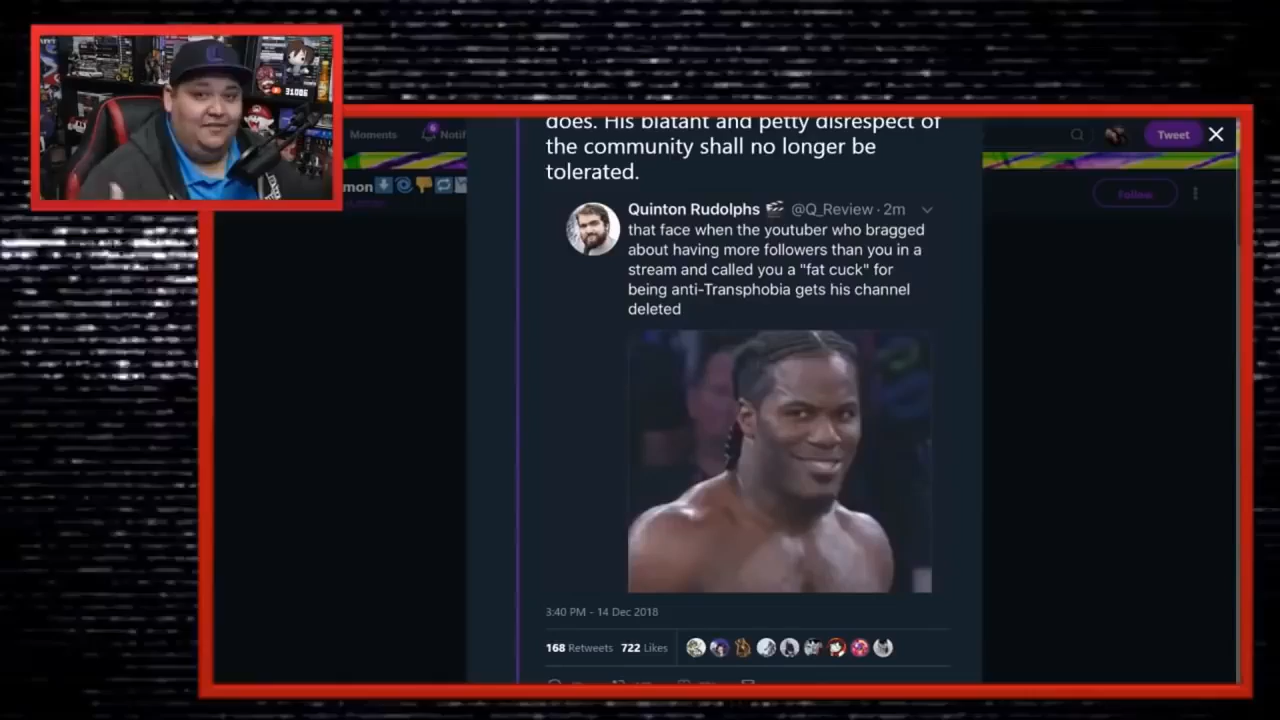 does. His blatant and petty disrespect of
the community shall no longer be
tolerated.
Moments
Notif
Tweet
mon
Follow
Quinton Rudolphs @Q_Review · 2m
that face when the youtuber who bragged
about having more followers than you in a
stream and called you a "fat cuck" for
being anti-Transphobia gets his channel
deleted
3:40 PM - 14 Dec 2018
168 Retweets 722 Likes